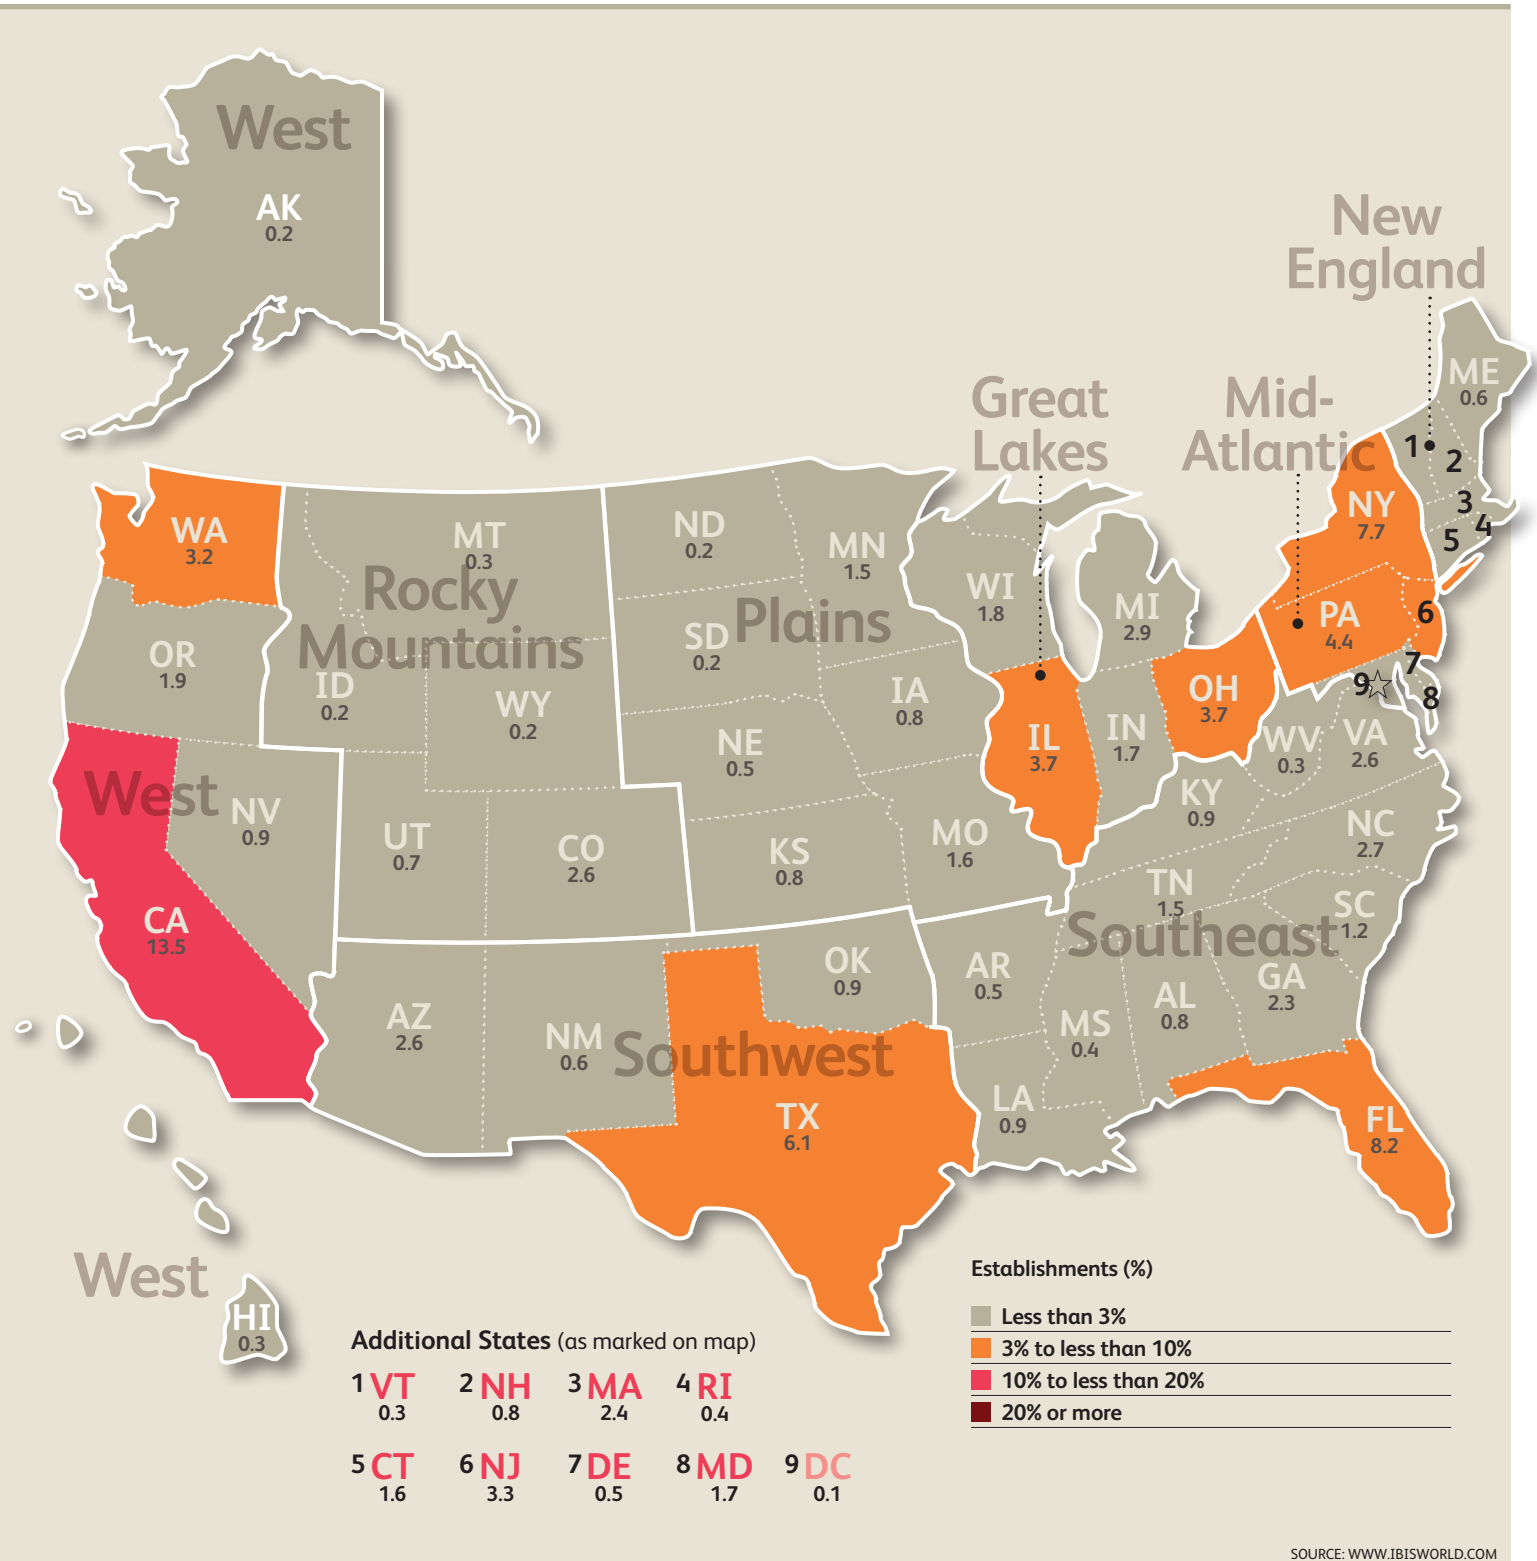 West
AK
0.2
New
England
ME
0.6
Great
Lakes
Mid-
Atlantic
1
2
3
4
5
NY
7.7
WA
3.2
MT
0.3
ND
0.2
MN
1.5
Rocky
Mountains
Plains
WI
1.8
MI
2.9
PA
4.4
6
OR
1.9
ID
0.2
WY
0.2
SD
0.2
IA
0.8
OH
3.7
7
9
8
NE
0.5
IL
3.7
IN
1.7
WV
0.3
VA
2.6
West
NV
0.9
UT
0.7
CO
2.6
KS
0.8
MO
1.6
KY
0.9
NC
2.7
CA
13.5
TN
1.5
SC
1.2
Southeast
AZ
2.6
NM
0.6
OK
0.9
AR
0.5
MS
0.4
AL
0.8
GA
2.3
Southwest
TX
6.1
LA
0.9
FL
8.2
West
HI
0.3
Establishments (%)
Less than 3%
3% to less than 10%
10% to less than 20%
20% or more
Additional States (as marked on map)
1 VT 2 NH 3 MA 4 RI
0.3 0.8 2.4 0.4
5 CT 6 NJ 7 DE 8 MD 9 DC
1.6 3.3 0.5 1.7 0.1
SOURCE: WWW.IBISWORLD.COM